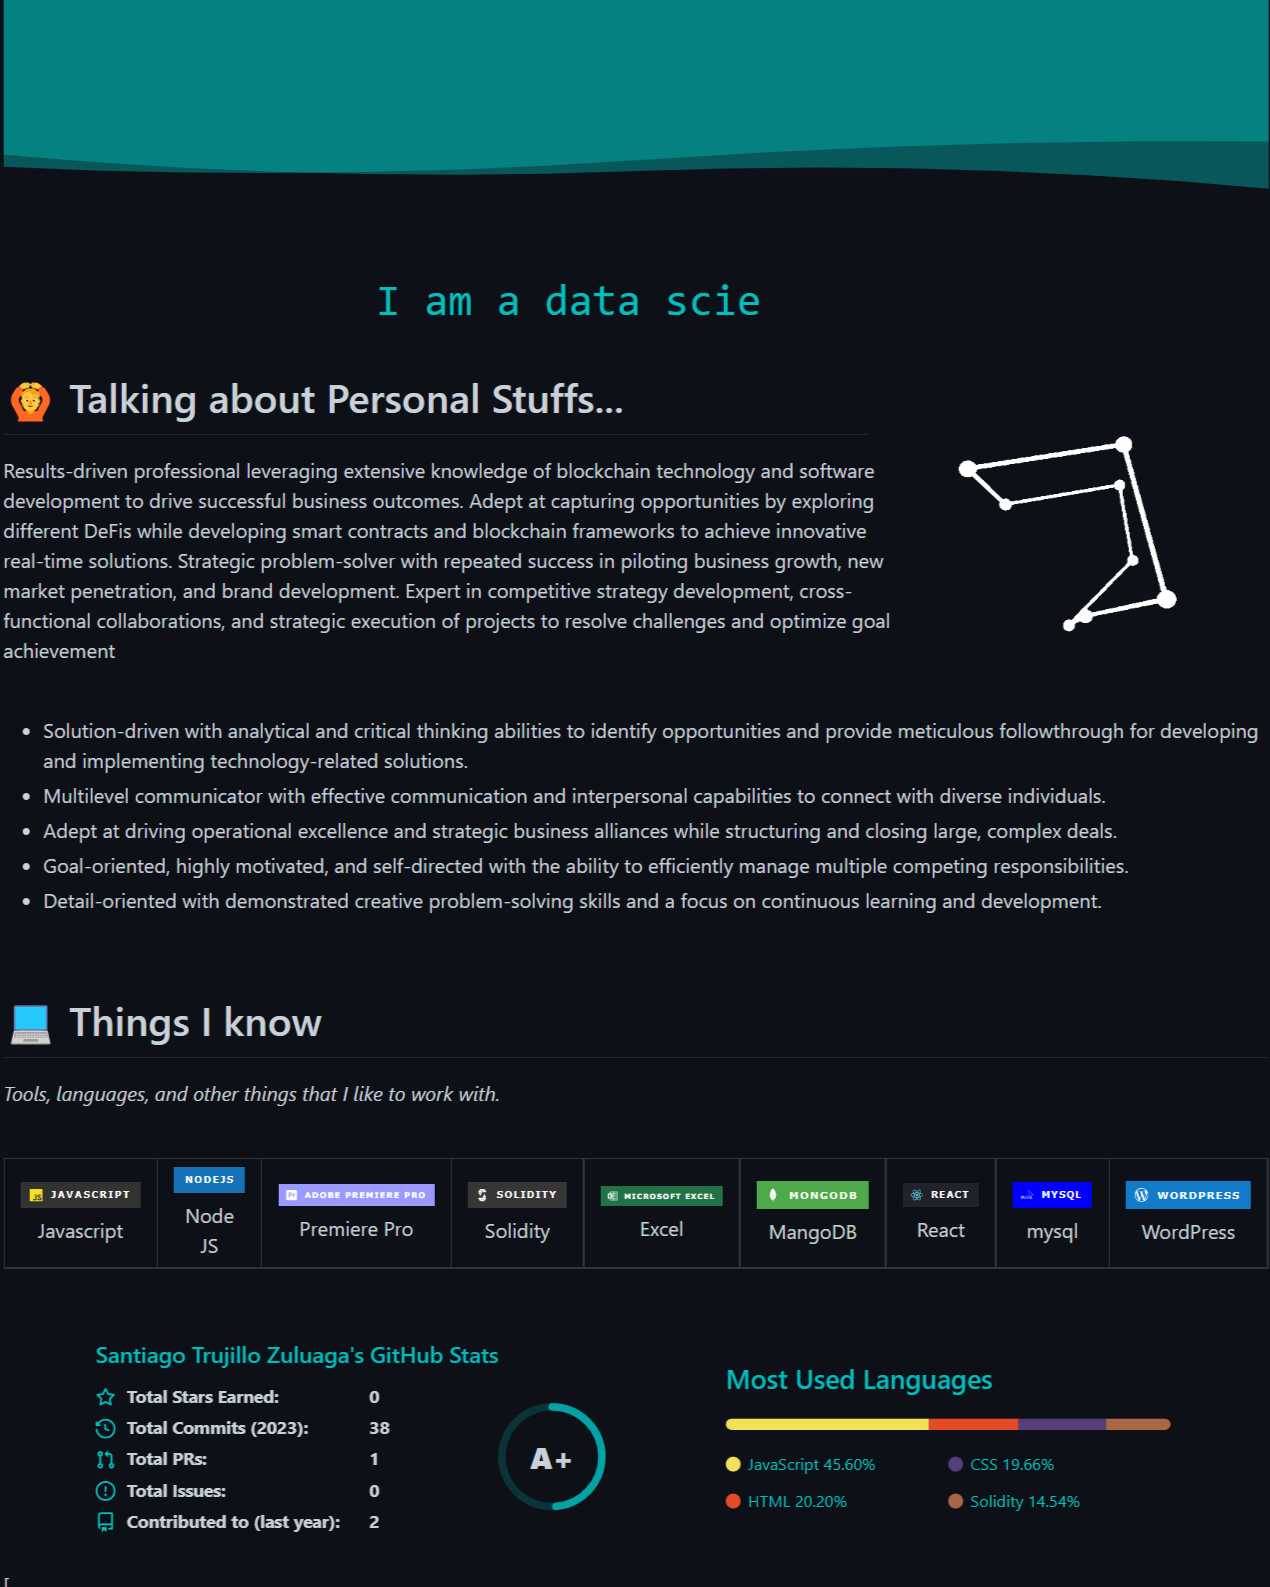 I am a data scie
Talking about Personal Stuffs...
Results-driven professional leveraging extensive knowledge of blockchain technology and software
development to drive successful business outcomes. Adept at capturing opportunities by exploring
different DeFis while developing smart contracts and blockchain frameworks to achieve innovative
real-time solutions. Strategic problem-solver with repeated success in piloting business growth, new
market penetration, and brand development. Expert in competitive strategy development, cross-
functional collaborations, and strategic execution of projects to resolve challenges and optimize goal
achievement
• Solution-driven with analytical and critical thinking abilities to identify opportunities and provide meticulous followthrough for developing
and implementing technology-related solutions.
• Multilevel communicator with effective communication and interpersonal capabilities to connect with diverse individuals.
• Adept at driving operational excellence and strategic business alliances while structuring and closing large, complex deals.
• Goal-oriented, highly motivated, and self-directed with the ability to efficiently manage multiple competing responsibilities.
• Detail-oriented with demonstrated creative problem-solving skills and a focus on continuous learning and development.
Things I know
Tools, languages, and other things that I like to work with.
JS JAVASCRIPT
Javascript
NODEJS
Node
JS
Pr ADOBE PREMIERE PRO
Premiere Pro
SOLIDITY
Solidity
MICROSOFT EXCEL
Excel
MONGODB
MangoDB
REACT
React
MYSQL
mysql
WORDPRESS
WordPress
Santiago Trujillo Zuluaga's GitHub Stats
Total Stars Earned: 0
Total Commits (2023): 38
Total PRs: 1
Total Issues: 0
Contributed to (last year): 2
A+
Most Used Languages
JavaScript 45.60%
CSS 19.66%
HTML 20.20%
Solidity 14.54%